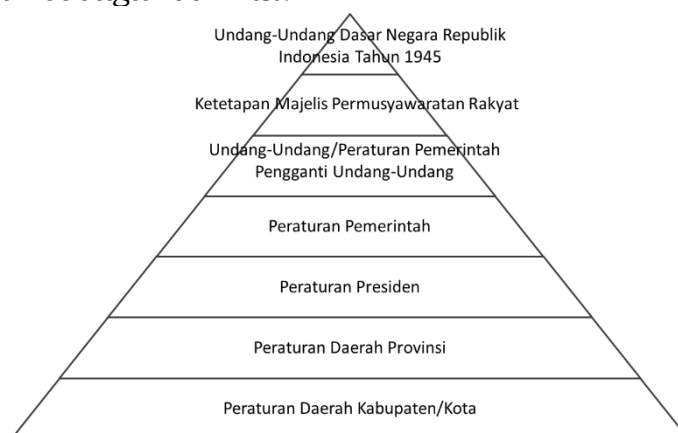 Undang-Undang Dasar Negara Republik
Indonesia Tahun 1945
Ketetapan Majelis Permusyawaratan Rakyat
Undang-Undang/Peraturan Pemerintah
Pengganti Undang-Undang
Peraturan Pemerintah
Peraturan Presiden
Peraturan Daerah Provinsi
Peraturan Daerah Kabupaten/Kota